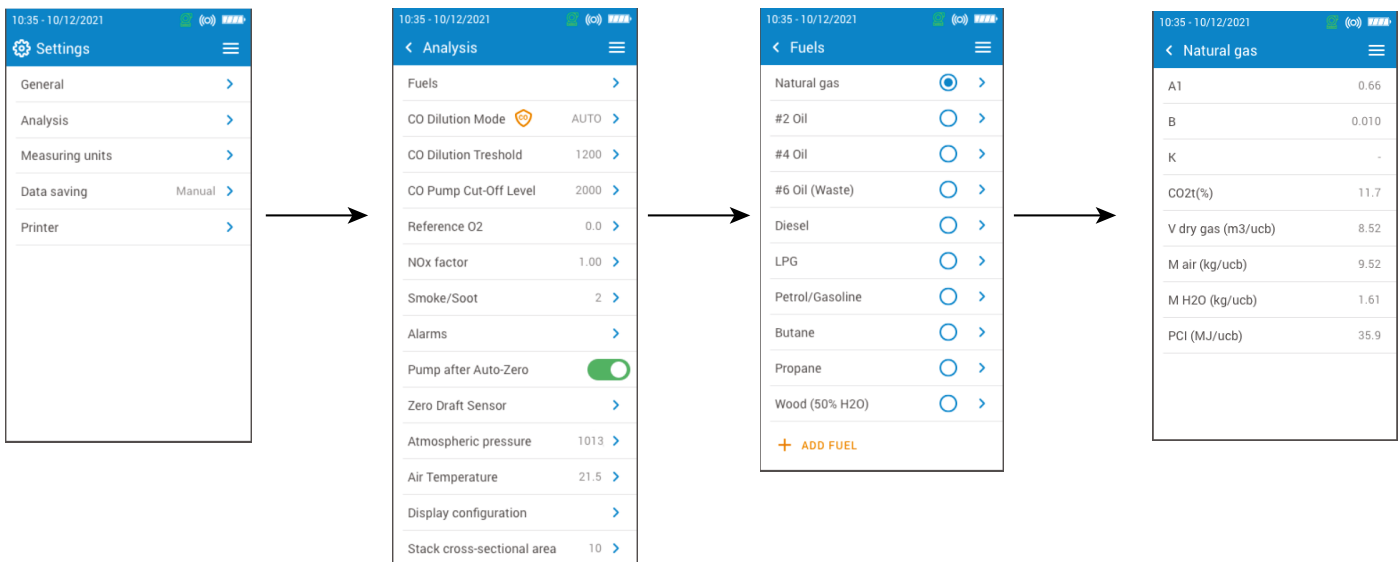 10:35 - 10/12/2021
Settings
General
Analysis
Measuring units
Data saving Manual
Printer
10:35 - 10/12/2021
Analysis
Fuels
CO Dilution Mode CO AUTO
CO Dilution Treshold 1200
CO Pump Cut-Off Level 2000
Reference O2 0.0
NOx factor 1.00
Smoke/Soot 2
Alarms
Pump after Auto-Zero
Zero Draft Sensor
Atmospheric pressure 1013
Air Temperature 21.5
Display configuration
Stack cross-sectional area 10
10:35 - 10/12/2021
Fuels
Natural gas
#2 Oil
#4 Oil
#6 Oil (Waste)
Diesel
LPG
Petrol/Gasoline
Butane
Propane
Wood (50% H2O)
+ ADD FUEL
10:35 - 10/12/2021
Natural gas
A1 0.66
B 0.010
K -
CO2t(%) 11.7
V dry gas (m3/ucb) 8.52
M air (kg/ucb) 9.52
M H2O (kg/ucb) 1.61
PCI (MJ/ucb) 35.9